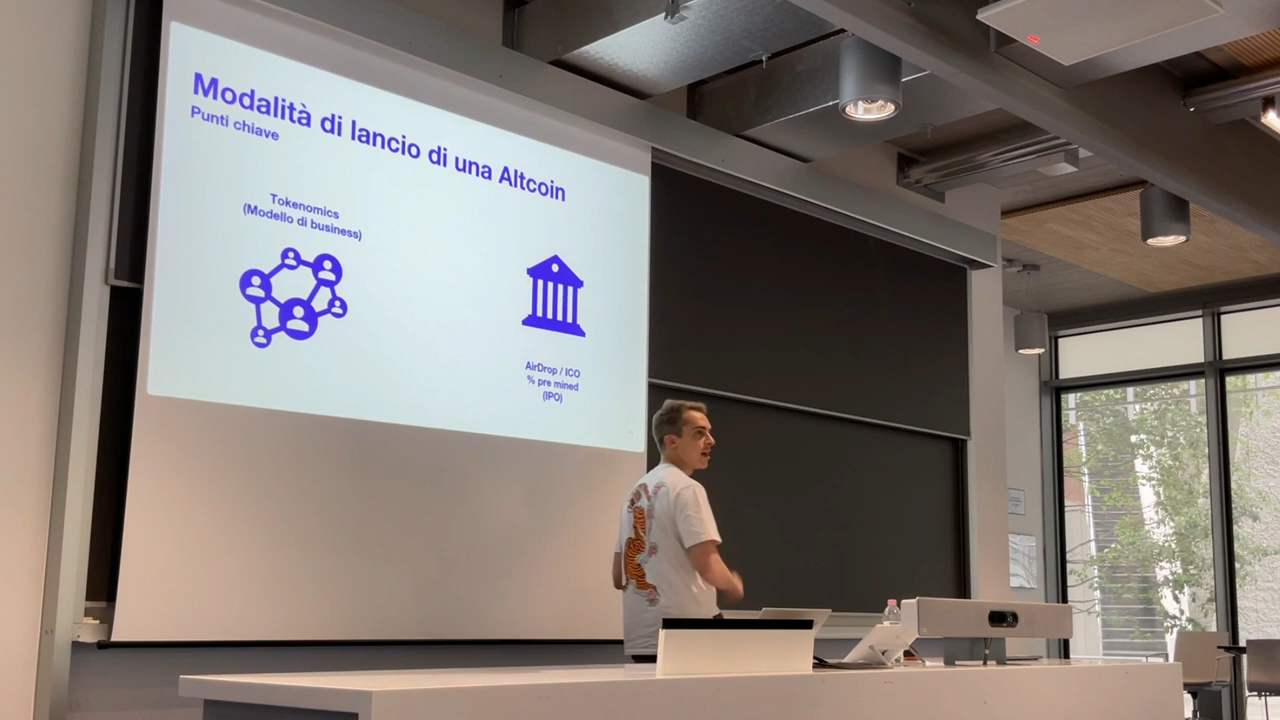 Modalità di lancio di una Altcoin
Punti chiave
Tokenomics
(Modello di business)
AirDrop / ICO
% pre mined
(IPO)